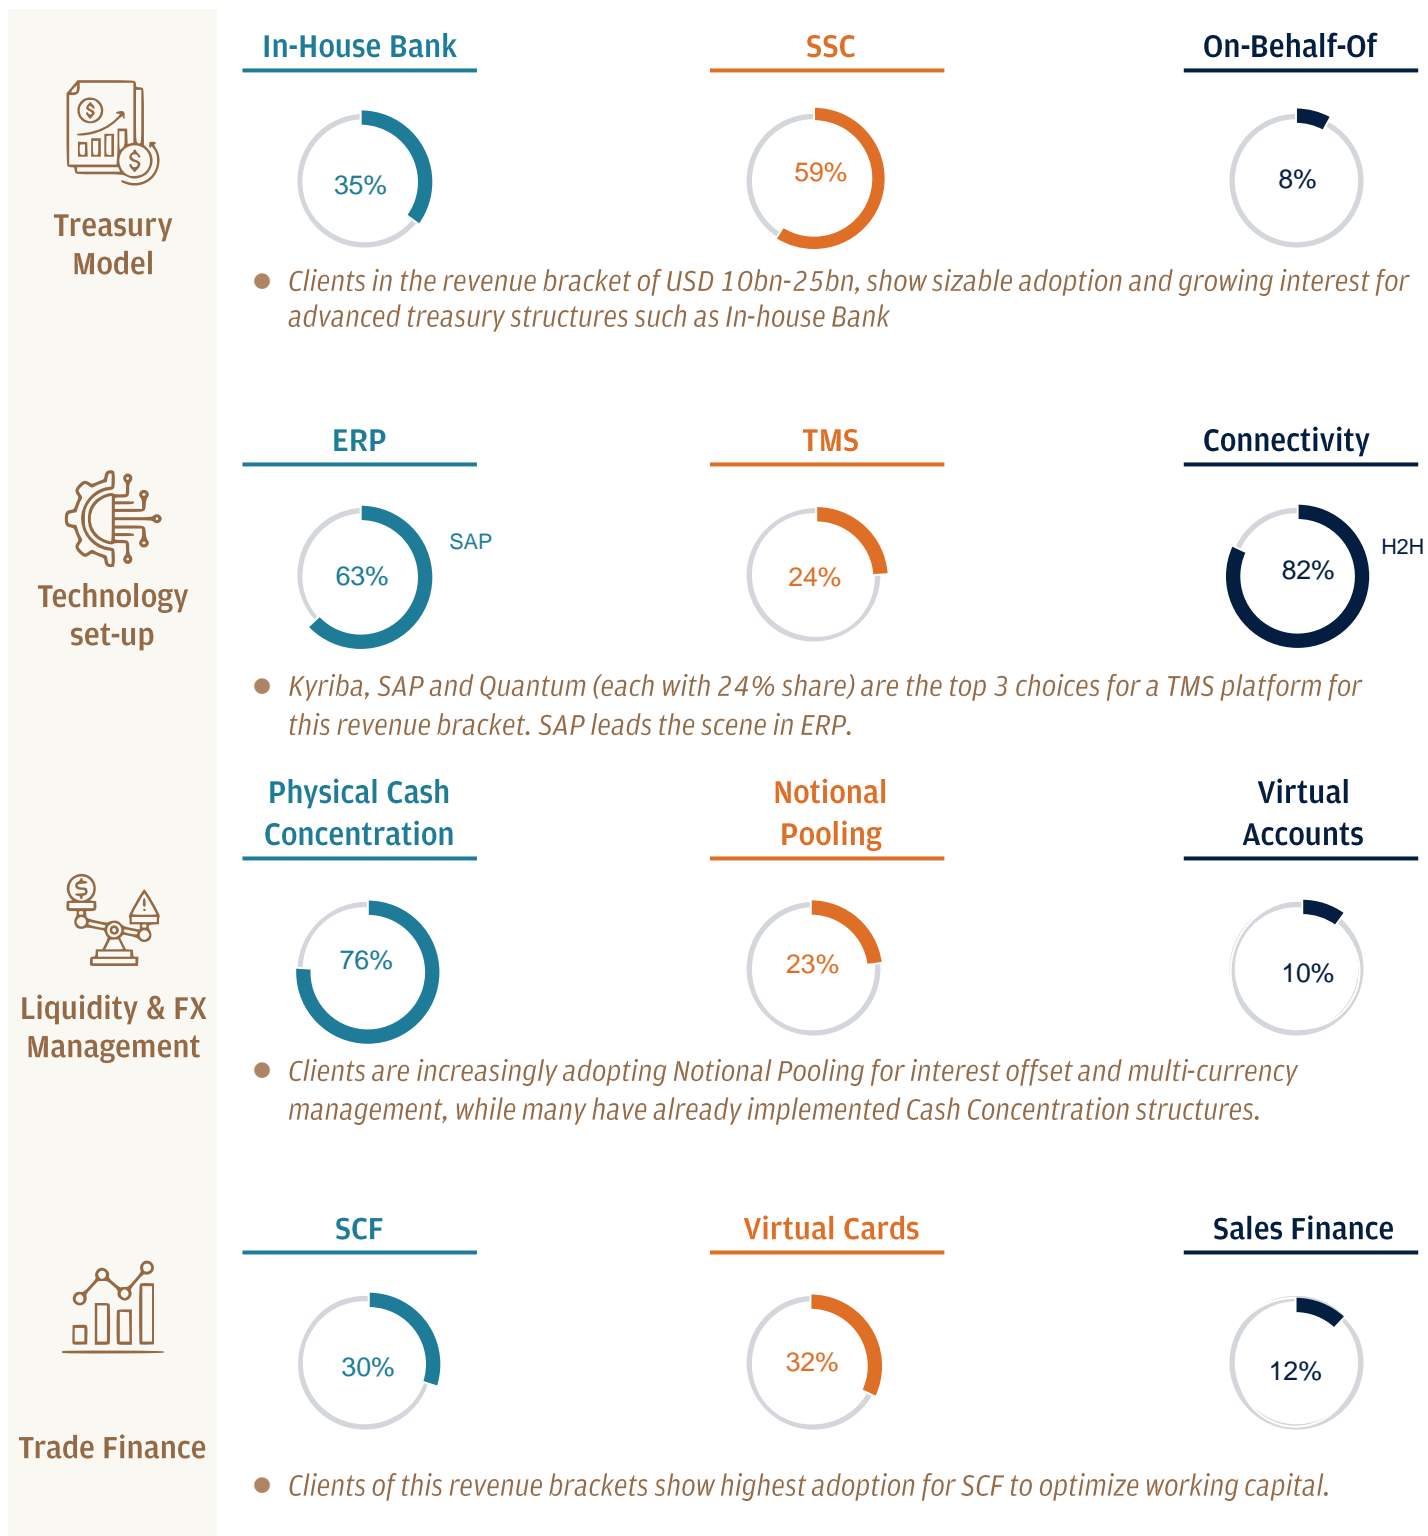 In-House Bank
SSC
On-Behalf-Of
35%
59%
8%
Treasury
Model
Clients in the revenue bracket of USD 10bn-25bn, show sizable adoption and growing interest for
advanced treasury structures such as In-house Bank
ERP
TMS
Connectivity
63%
SAP
24%
82%
H2H
Technology
set-up
Kyriba, SAP and Quantum (each with 24% share) are the top 3 choices for a TMS platform for
this revenue bracket. SAP leads the scene in ERP.
Physical Cash
Concentration
Notional
Pooling
Virtual
Accounts
76%
23%
10%
Liquidity & FX
Management
Clients are increasingly adopting Notional Pooling for interest offset and multi-currency
management, while many have already implemented Cash Concentration structures.
SCF
Virtual Cards
Sales Finance
30%
32%
12%
Trade Finance
Clients of this revenue brackets show highest adoption for SCF to optimize working capital.